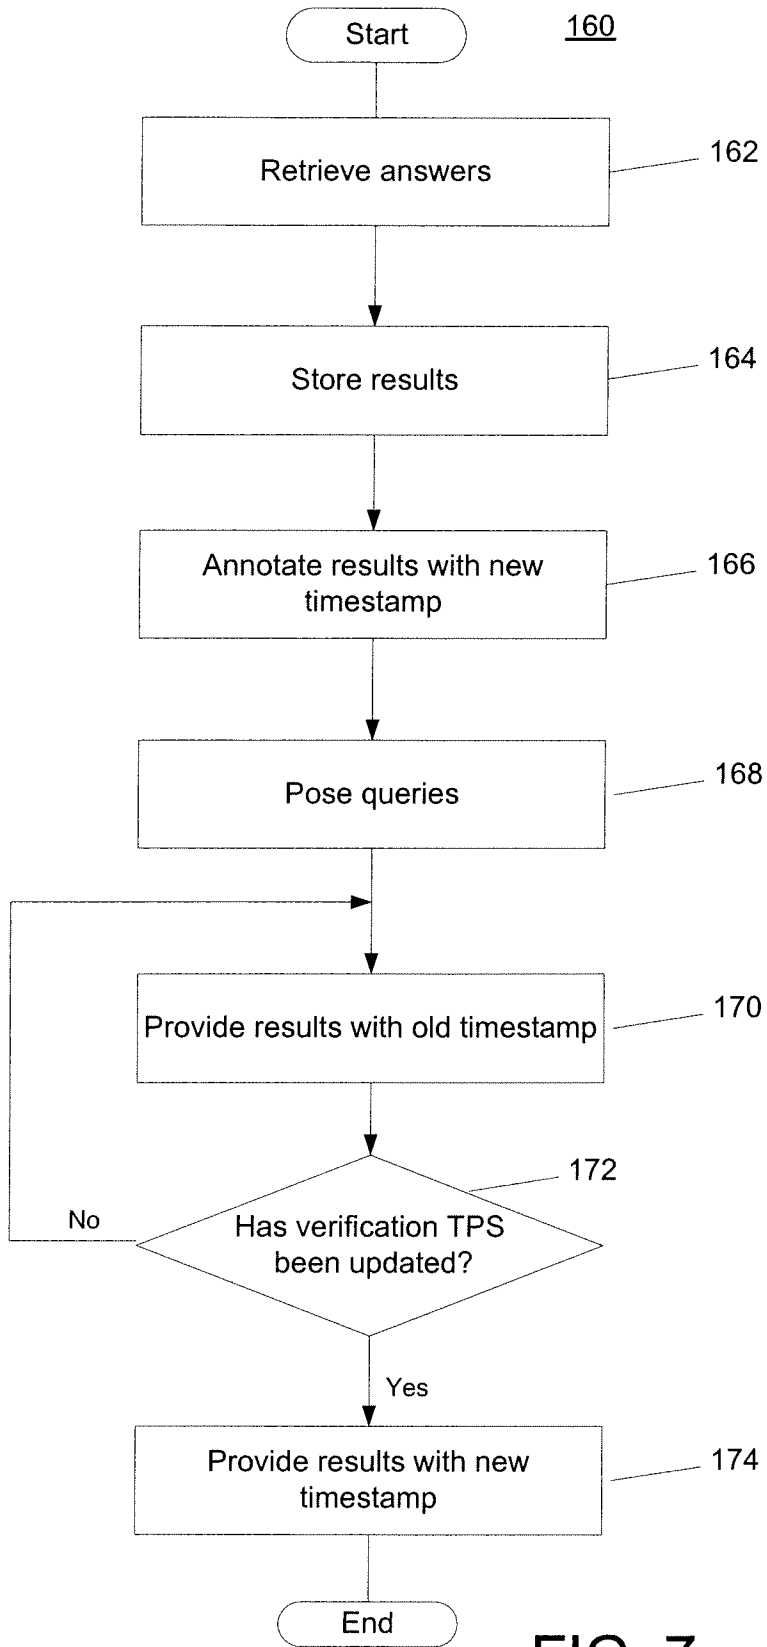 Start
160
Retrieve answers
162
Store results
164
Annotate results with new
timestamp
166
Pose queries
168
Provide results with old timestamp
170
172
Has verification TPS
been updated?
No
Yes
Provide results with new
timestamp
174
End
FIG.